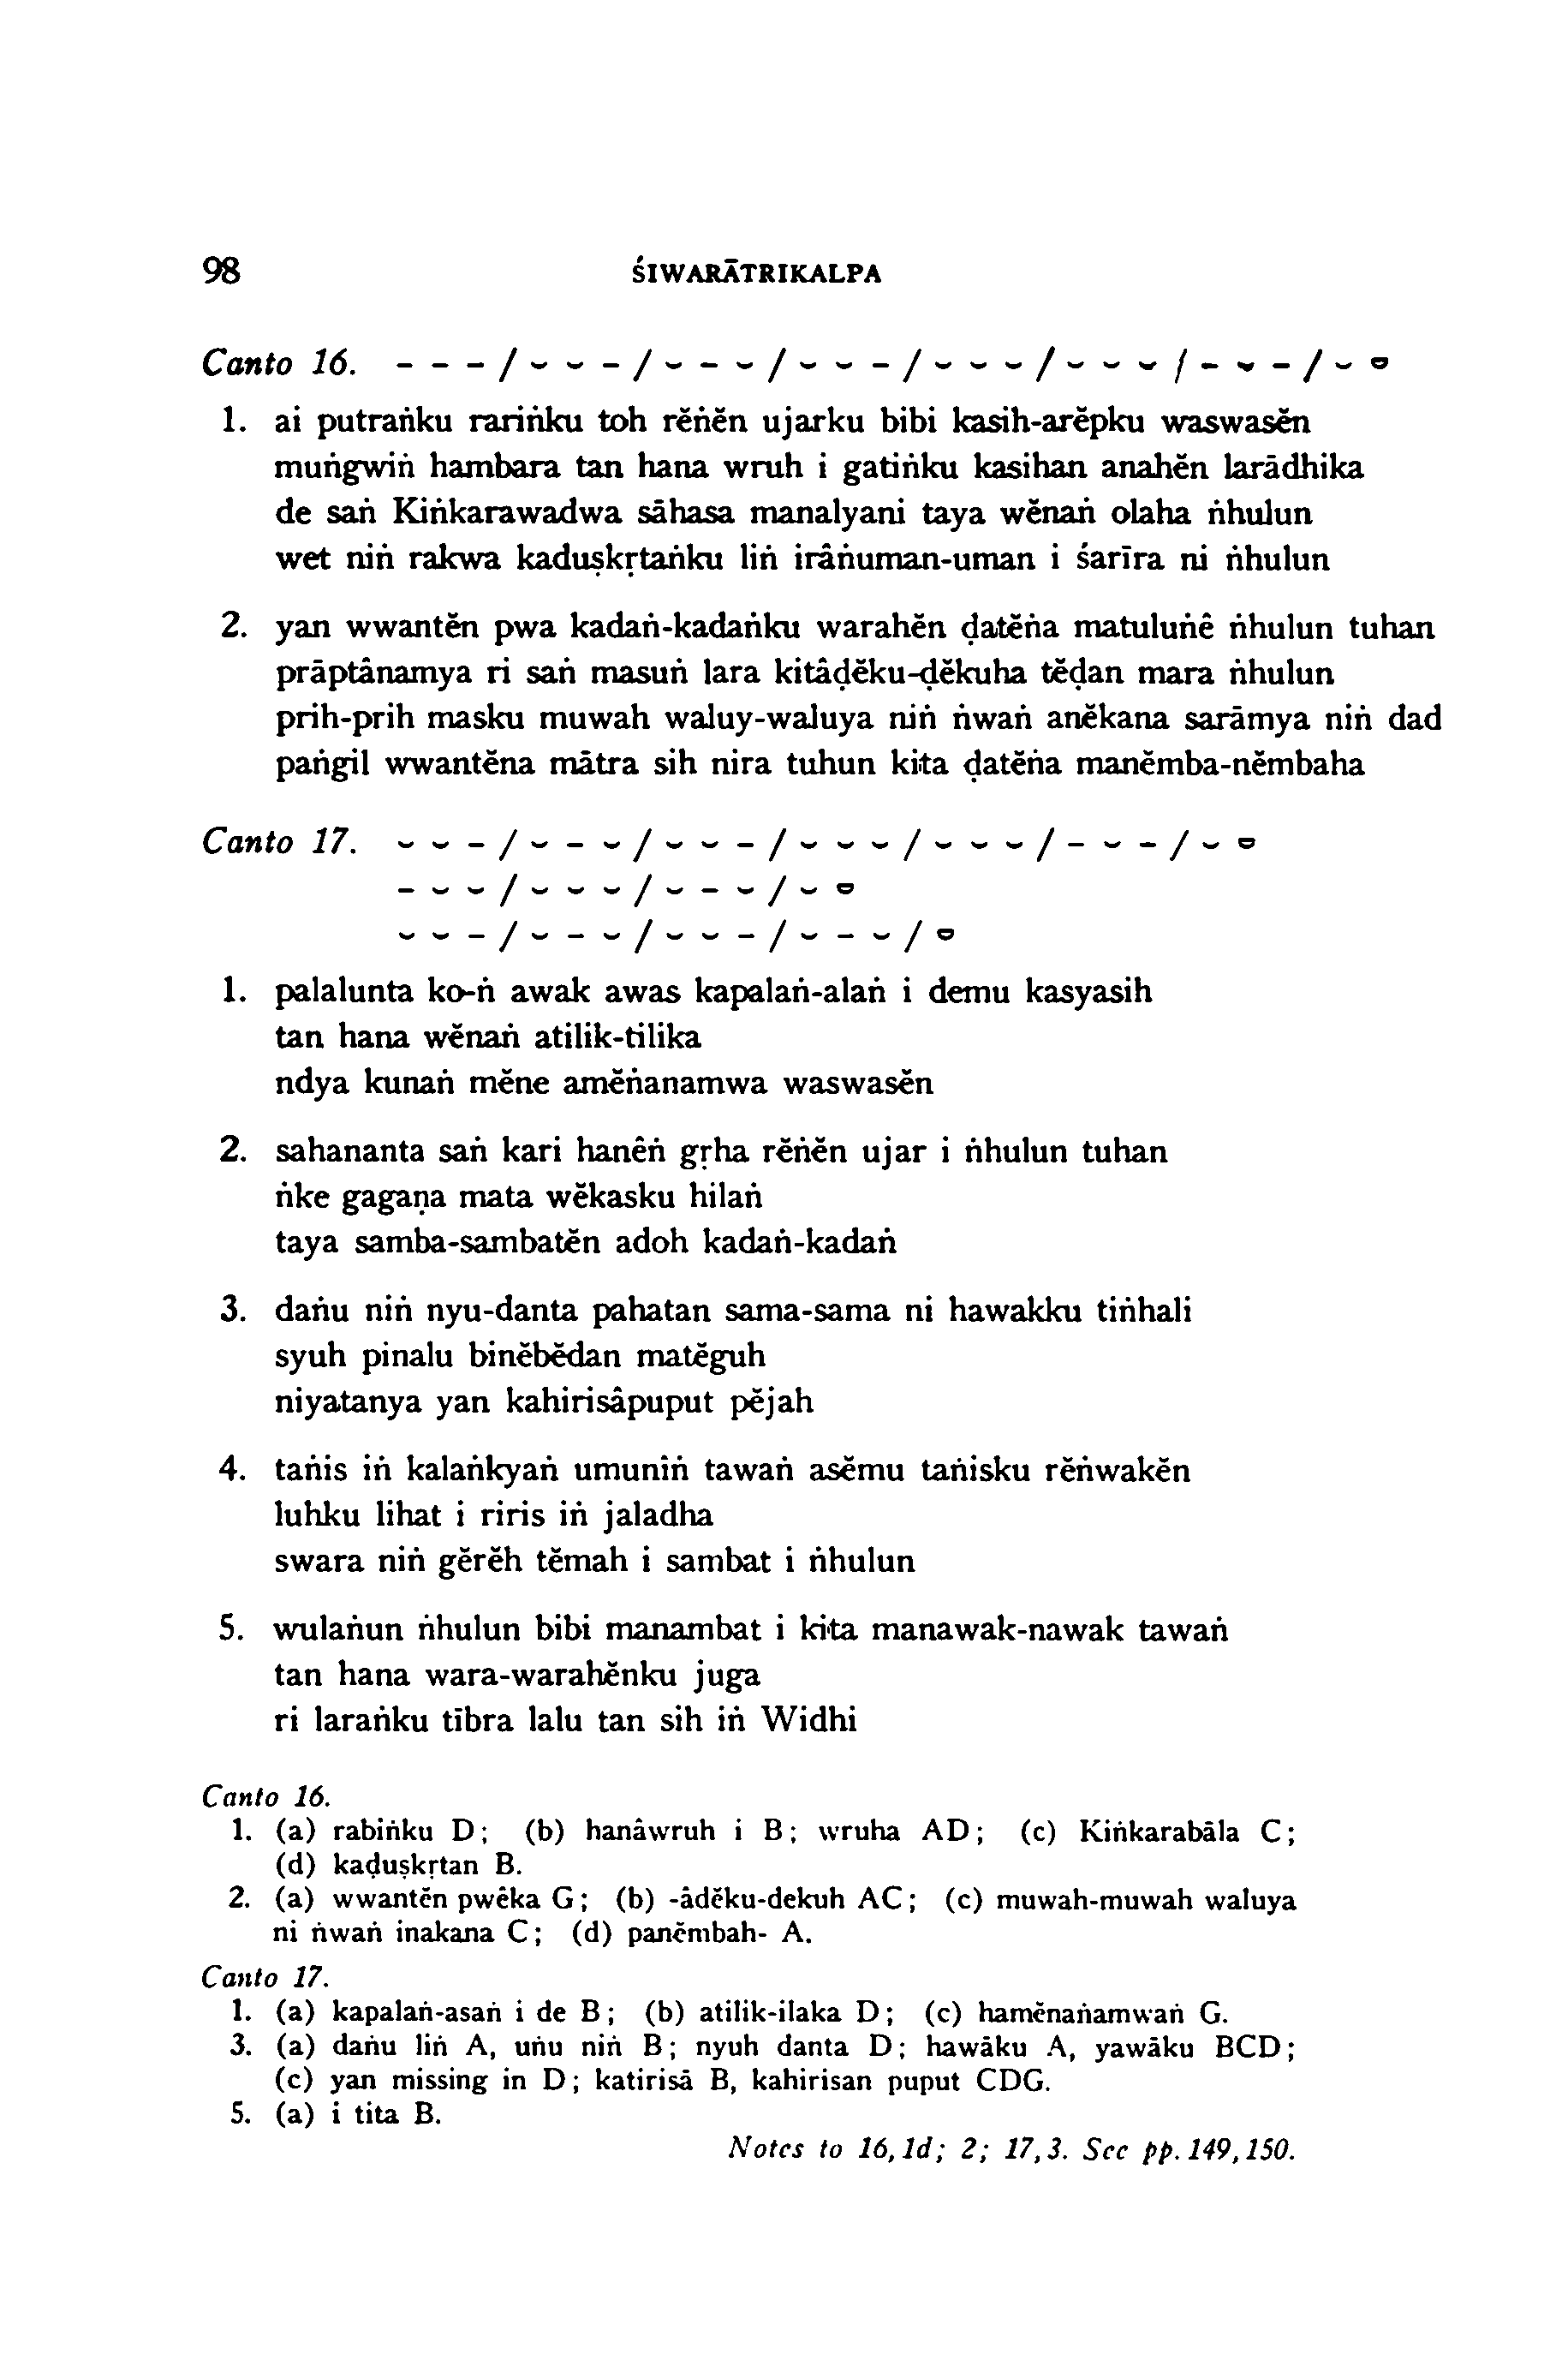 98 ŚIWARĀTRIKALPA
Canto 16. - - - / ⏑ ⏑ - / ⏑ - ⏑ / ⏑ ⏑ - / ⏑ ⏑ ⏑ / ⏑ ⏑ ⏑ / - ⏑ - / ⏑ ⏓
1. ai putraṅku rariṅku toh rĕṅĕn ujarku bibi kasih-arĕpku waswasĕn
muṅgwiṅ hambara tan hana wruh i gatiṅku kasihan anahĕn larādhika
de saṅ Kiṅkarawadwa sāhasa manalyani taya wĕnaṅ olaha ṅhulun
wet niṅ rakwa kaduṣkṛtaṅku liṅ irâṅuman-uman i śarīra ni ṅhulun
2. yan wwantĕn pwa kadaṅ-kadaṅku warahĕn ḍatĕṅa matuluṅê ṅhulun tuhan
prāptânamya ri saṅ masuṅ lara kitâḍĕku-ḍĕkuha tĕḍan mara ṅhulun
prih-prih masku muwah waluy-waluya niṅ ṅwaṅ anĕkana sarāmya niṅ dad
paṅgil wwantĕna mātra sih nira tuhun kita ḍatĕṅa manĕmba-nĕmbaha
Canto 17. ⏑ ⏑ - / ⏑ - ⏑ / ⏑ ⏑ - / ⏑ ⏑ ⏑ / ⏑ ⏑ ⏑ / - ⏑ - / ⏑ ⏓
- ⏑ ⏑ / ⏑ ⏑ ⏑ / ⏑ - ⏑ / ⏑ ⏓
⏑ ⏑ - / ⏑ - ⏑ / ⏑ ⏑ - / ⏑ - ⏑ / ⏓
1. palalunta ko-ṅ awak awas kapalaṅ-alaṅ i demu kasyasih
tan hana wĕnaṅ atilik-tilika
ndya kunaṅ mĕne amĕṅanamwa waswasĕn
2. sahananta saṅ kari hanêṅ gṛha rĕṅĕn ujar i ṅhulun tuhan
ṅke gagaṇa mata wĕkasku hilaṅ
taya samba-sambatĕn adoh kadaṅ-kadaṅ
3. daṅu niṅ nyu-danta pahatan sama-sama ni hawakku tiṅhali
syuh pinalu binĕbĕdan matĕguh
niyatanya yan kahirisâpuput pĕjah
4. taṅis iṅ kalaṅkyaṅ umunîṅ tawaṅ asĕmu taṅisku rĕṅwakĕn
luhku lihat i riris iṅ jaladha
swara niṅ gĕrĕh tĕmah i sambat i ṅhulun
5. wulaṅun ṅhulun bibi manambat i kita manawak-nawak tawaṅ
tan hana wara-warahĕnku juga
ri laraṅku tībra lalu tan sih iṅ Widhi
Canto 16.
1. (a) rabiṅku D; (b) hanâwruh i B; wruha AD; (c) Kiṅkarabāla C;
(d) kaḍuṣkṛtan B.
2. (a) wwantĕn pwêka G; (b) -âdĕku-dekuh AC; (c) muwah-muwah waluya
ni ṅwaṅ inakana C; (d) panĕmbah- A.
Canto 17.
1. (a) kapalaṅ-asaṅ i de B; (b) atilik-ilaka D; (c) hamĕnaṅamwaṅ G.
3. (a) daṅu liṅ A, uṅu niṅ B; nyuh danta D; hawāku A, yawāku BCD;
(c) yan missing in D; katirisā B, kahirisan puput CDG.
5. (a) i tita B.
Notes to 16,1d; 2; 17,3. See pp. 149,150.